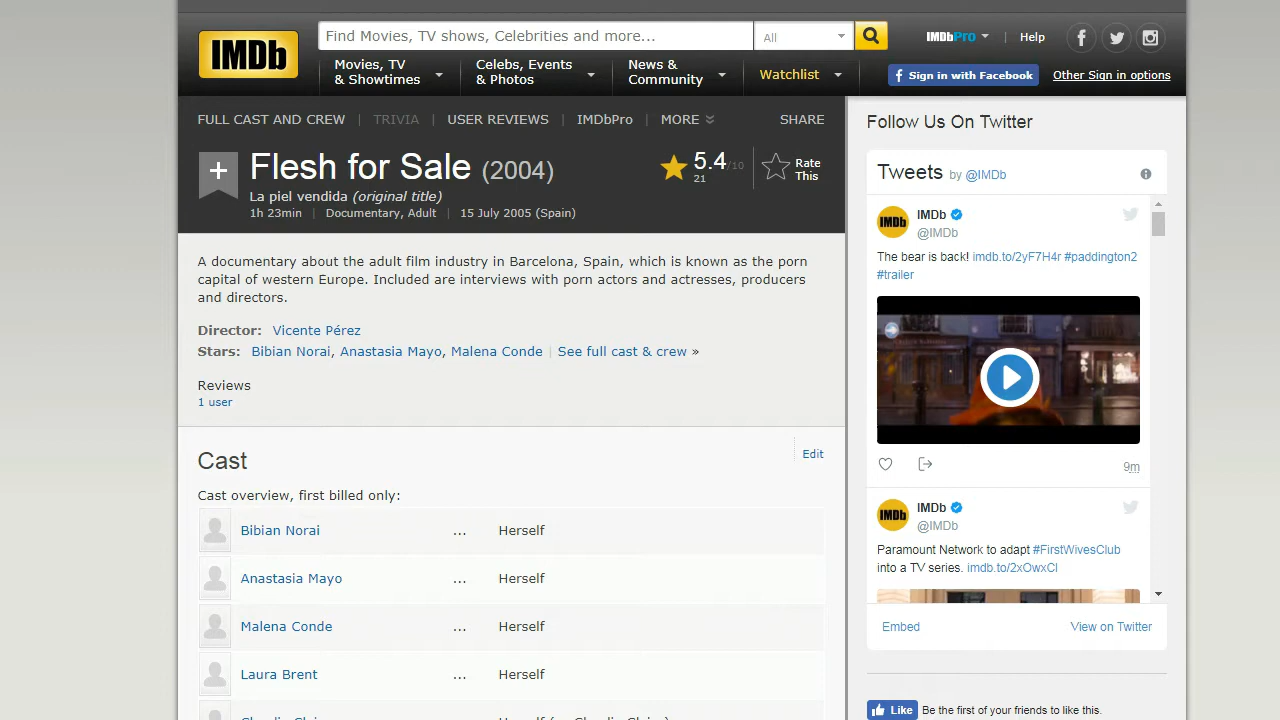 IMDb
Find Movies, TV shows, Celebrities and more...
All
IMDbPro
Help
Movies, TV
& Showtimes
Celebs, Events
& Photos
News &
Community
Watchlist
Sign in with Facebook
Other Sign in options
FULL CAST AND CREW | TRIVIA | USER REVIEWS | IMDbPro | MORE
SHARE
+
Flesh for Sale (2004)
La piel vendida (original title)
1h 23min | Documentary, Adult | 15 July 2005 (Spain)
5.4/10
21
Rate
This
A documentary about the adult film industry in Barcelona, Spain, which is known as the porn
capital of western Europe. Included are interviews with porn actors and actresses, producers
and directors.
Director: Vicente Pérez
Stars: Bibian Norai, Anastasia Mayo, Malena Conde | See full cast & crew »
Reviews
1 user
Cast
Edit
Cast overview, first billed only:
Bibian Norai ... Herself
Anastasia Mayo ... Herself
Malena Conde ... Herself
Laura Brent ... Herself
Follow Us On Twitter
Tweets by @IMDb
IMDb
IMDb
@IMDb
The bear is back! imdb.to/2yF7H4r #paddington2
#trailer
9m
IMDb
IMDb
@IMDb
Paramount Network to adapt #FirstWivesClub
into a TV series. imdb.to/2xOwxCl
Embed
View on Twitter
Like
Be the first of your friends to like this.